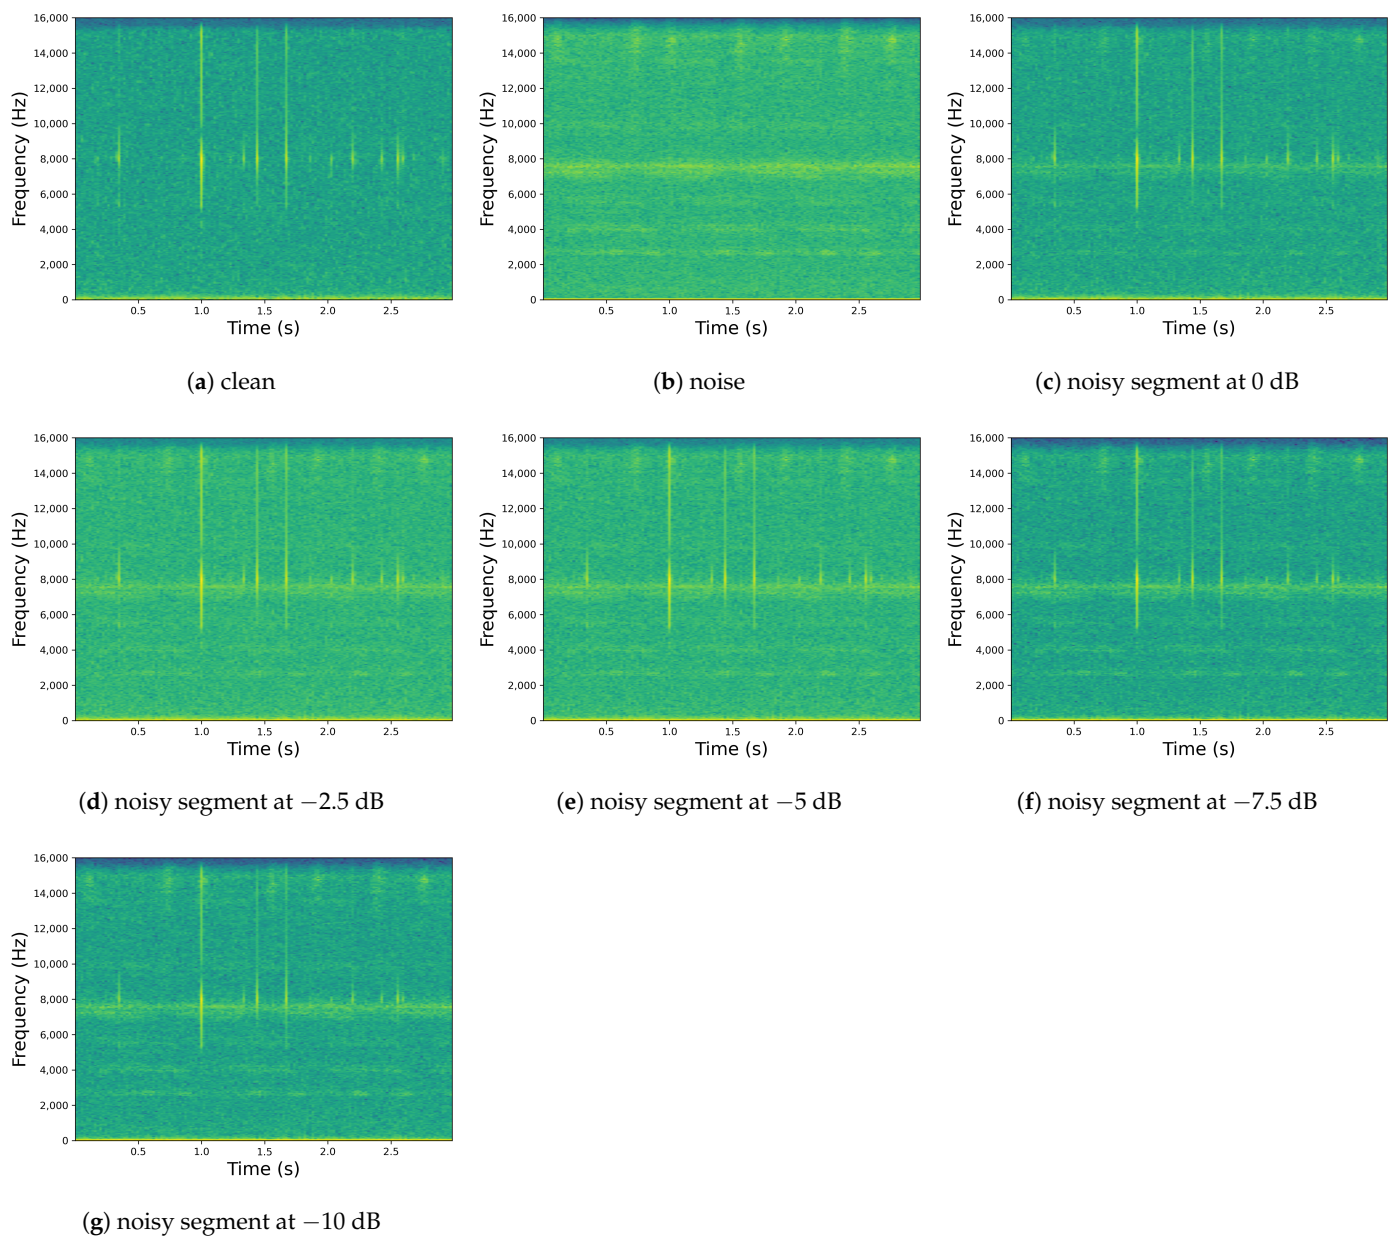 16,000
14,000
12,000
10,000
8,000
6,000
4,000
2,000
0
Frequency (Hz)
0.5 1.0 1.5 2.0 2.5
Time (s)
(a) clean
16,000
14,000
12,000
10,000
8,000
6,000
4,000
2,000
0
Frequency (Hz)
0.5 1.0 1.5 2.0 2.5
Time (s)
(b) noise
16,000
14,000
12,000
10,000
8,000
6,000
4,000
2,000
0
Frequency (Hz)
0.5 1.0 1.5 2.0 2.5
Time (s)
(c) noisy segment at 0 dB
16,000
14,000
12,000
10,000
8,000
6,000
4,000
2,000
0
Frequency (Hz)
0.5 1.0 1.5 2.0 2.5
Time (s)
(d) noisy segment at −2.5 dB
16,000
14,000
12,000
10,000
8,000
6,000
4,000
2,000
0
Frequency (Hz)
0.5 1.0 1.5 2.0 2.5
Time (s)
(e) noisy segment at −5 dB
16,000
14,000
12,000
10,000
8,000
6,000
4,000
2,000
0
Frequency (Hz)
0.5 1.0 1.5 2.0 2.5
Time (s)
(f) noisy segment at −7.5 dB
16,000
14,000
12,000
10,000
8,000
6,000
4,000
2,000
0
Frequency (Hz)
0.5 1.0 1.5 2.0 2.5
Time (s)
(g) noisy segment at −10 dB